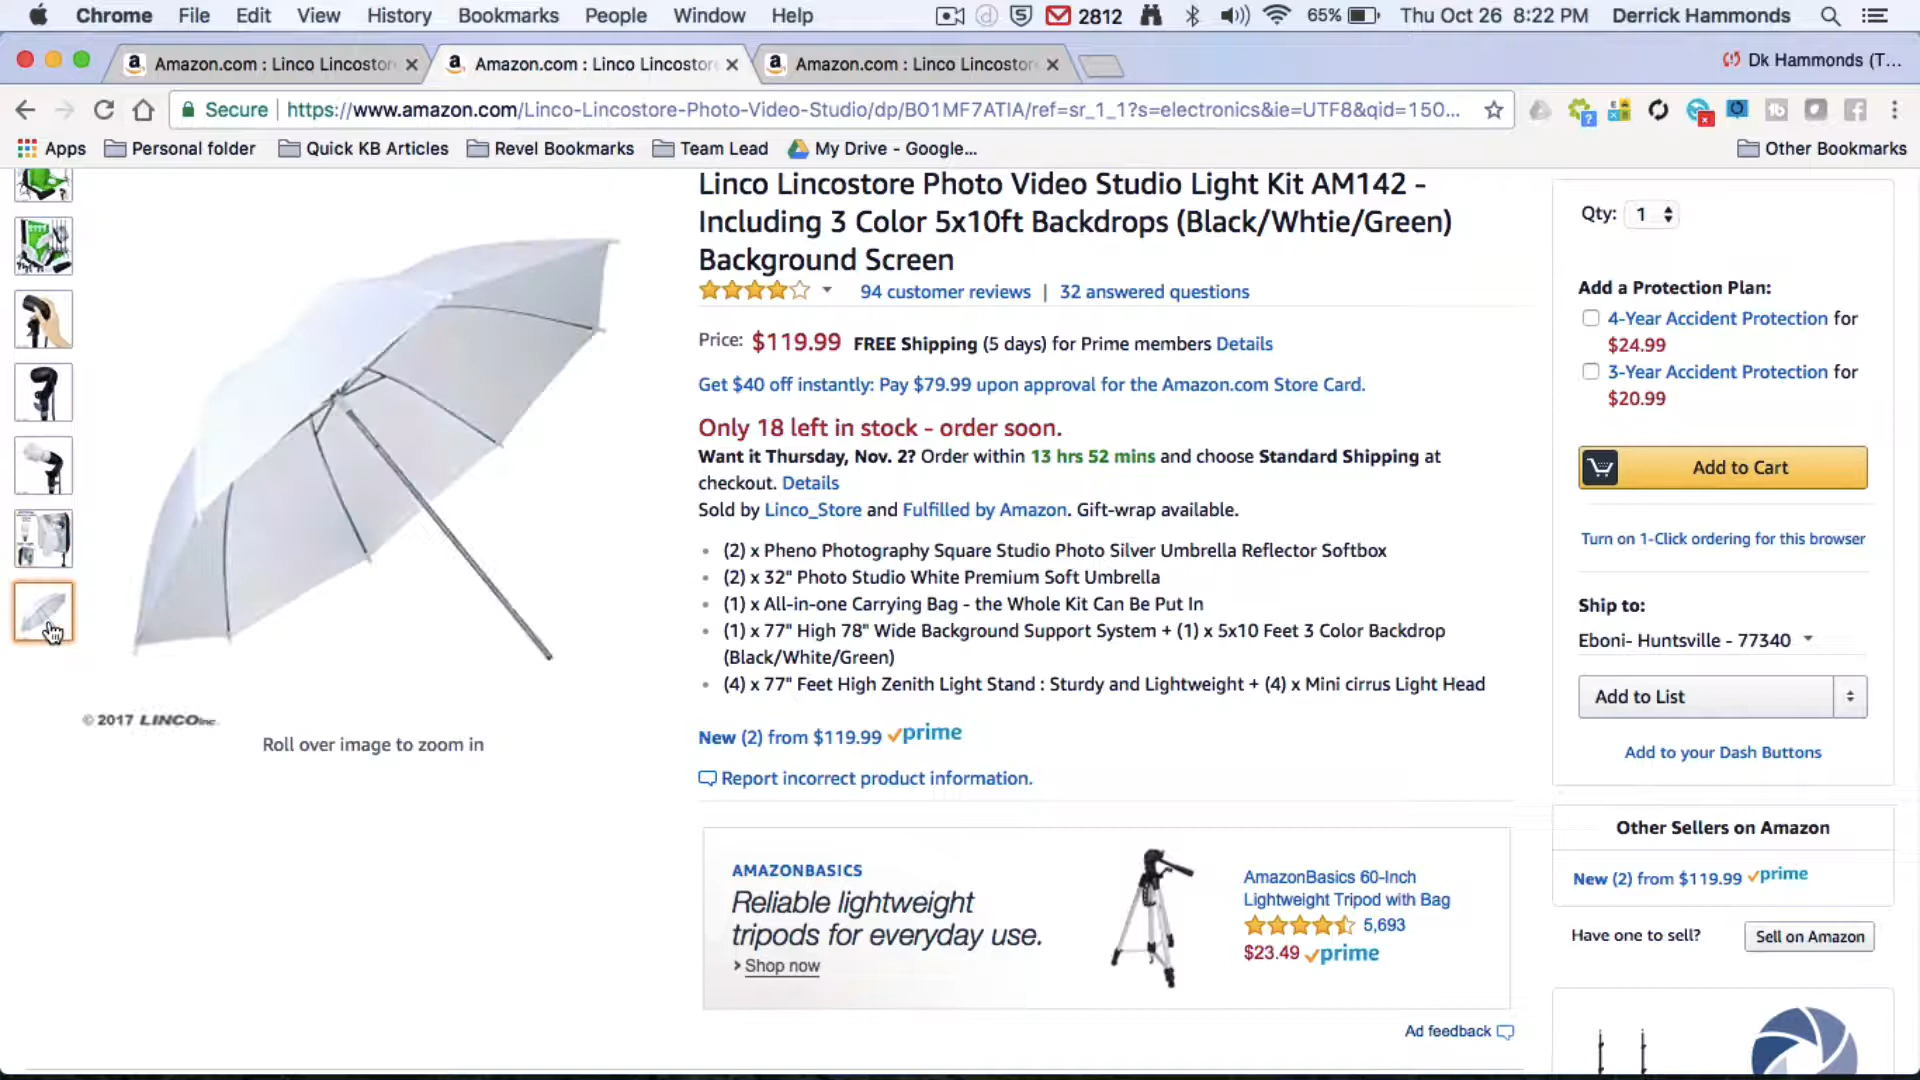 Chrome File Edit View History Bookmarks People Window Help 2812 65% Thu Oct 26 8:22 PM Derrick Hammonds
Amazon.com : Linco Lincostor Amazon.com : Linco Lincostor Amazon.com : Linco Lincostor Dk Hammonds (T...
Secure https://www.amazon.com/Linco-Lincostore-Photo-Video-Studio/dp/B01MF7ATIA/ref=sr_1_1?s=electronics&ie=UTF8&qid=150...
Apps Personal folder Quick KB Articles Revel Bookmarks Team Lead My Drive - Google... Other Bookmarks
Linco Lincostore Photo Video Studio Light Kit AM142 -
Including 3 Color 5x10ft Backdrops (Black/Whtie/Green)
Background Screen
94 customer reviews | 32 answered questions
Price: $119.99 FREE Shipping (5 days) for Prime members Details
Get $40 off instantly: Pay $79.99 upon approval for the Amazon.com Store Card.
Only 18 left in stock - order soon.
Want it Thursday, Nov. 2? Order within 13 hrs 52 mins and choose Standard Shipping at
checkout. Details
Sold by Linco_Store and Fulfilled by Amazon. Gift-wrap available.
• (2) x Pheno Photography Square Studio Photo Silver Umbrella Reflector Softbox
• (2) x 32" Photo Studio White Premium Soft Umbrella
• (1) x All-in-one Carrying Bag - the Whole Kit Can Be Put In
• (1) x 77" High 78" Wide Background Support System + (1) x 5x10 Feet 3 Color Backdrop
(Black/White/Green)
• (4) x 77" Feet High Zenith Light Stand : Sturdy and Lightweight + (4) x Mini cirrus Light Head
New (2) from $119.99 prime
Report incorrect product information.
© 2017 LINCOinc.
Roll over image to zoom in
AMAZONBASICS
Reliable lightweight
tripods for everyday use.
› Shop now
AmazonBasics 60-Inch
Lightweight Tripod with Bag
5,693
$23.49 prime
Ad feedback
Qty: 1
Add a Protection Plan:
4-Year Accident Protection for
$24.99
3-Year Accident Protection for
$20.99
Add to Cart
Turn on 1-Click ordering for this browser
Ship to:
Eboni- Huntsville - 77340
Add to List
Add to your Dash Buttons
Other Sellers on Amazon
New (2) from $119.99 prime
Have one to sell? Sell on Amazon